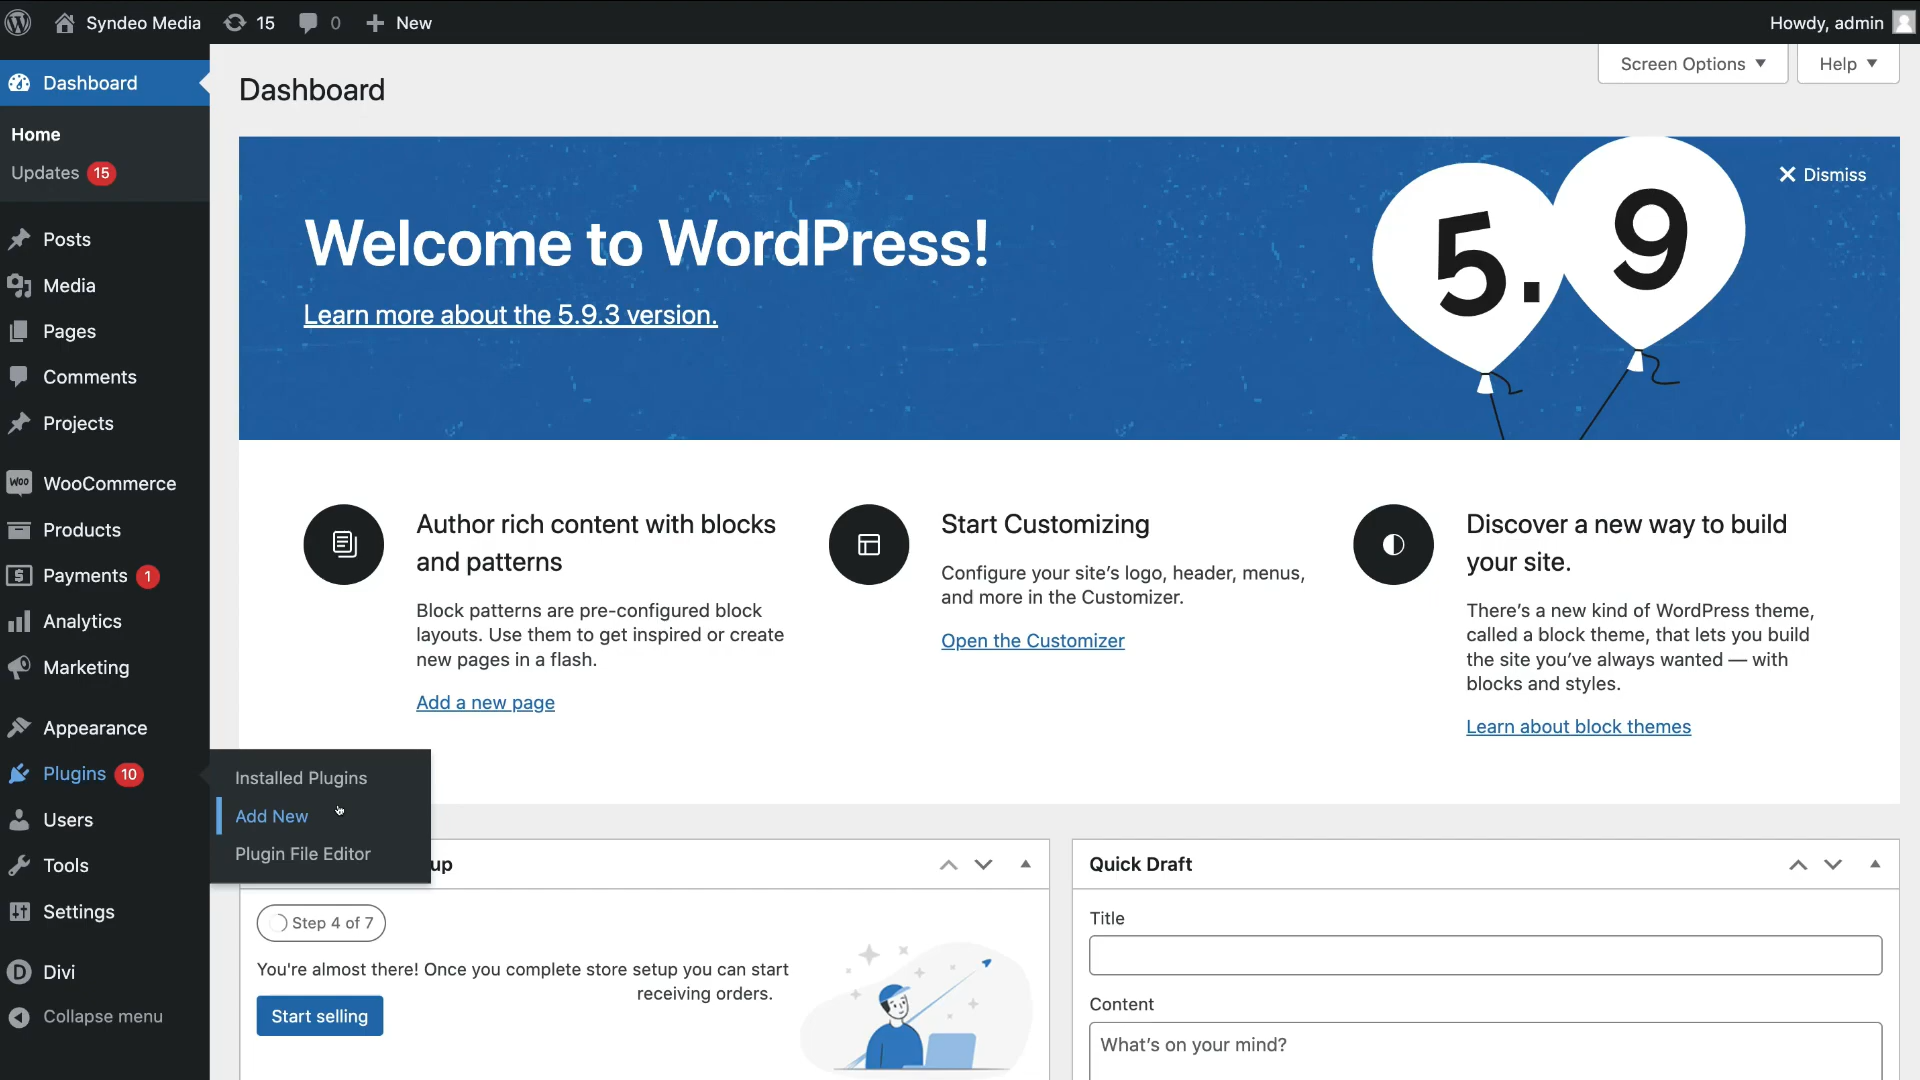 Syndeo Media
15
0
New
Howdy, admin
Dashboard
Home
Updates 15
Posts
Media
Pages
Comments
Projects
Woo WooCommerce
Products
$ Payments 1
Analytics
Marketing
Appearance
Plugins 10
Users
Tools
Settings
D Divi
Collapse menu
Installed Plugins
Add New
Plugin File Editor
Screen Options
Help
Dashboard
Welcome to WordPress!
Learn more about the 5.9.3 version.
5.9
Dismiss
Author rich content with blocks
and patterns
Block patterns are pre-configured block
layouts. Use them to get inspired or create
new pages in a flash.
Add a new page
Start Customizing
Configure your site's logo, header, menus,
and more in the Customizer.
Open the Customizer
Discover a new way to build
your site.
There's a new kind of WordPress theme,
called a block theme, that lets you build
the site you've always wanted — with
blocks and styles.
Learn about block themes
up
Step 4 of 7
You're almost there! Once you complete store setup you can start
receiving orders.
Start selling
Quick Draft
Title
Content
What's on your mind?